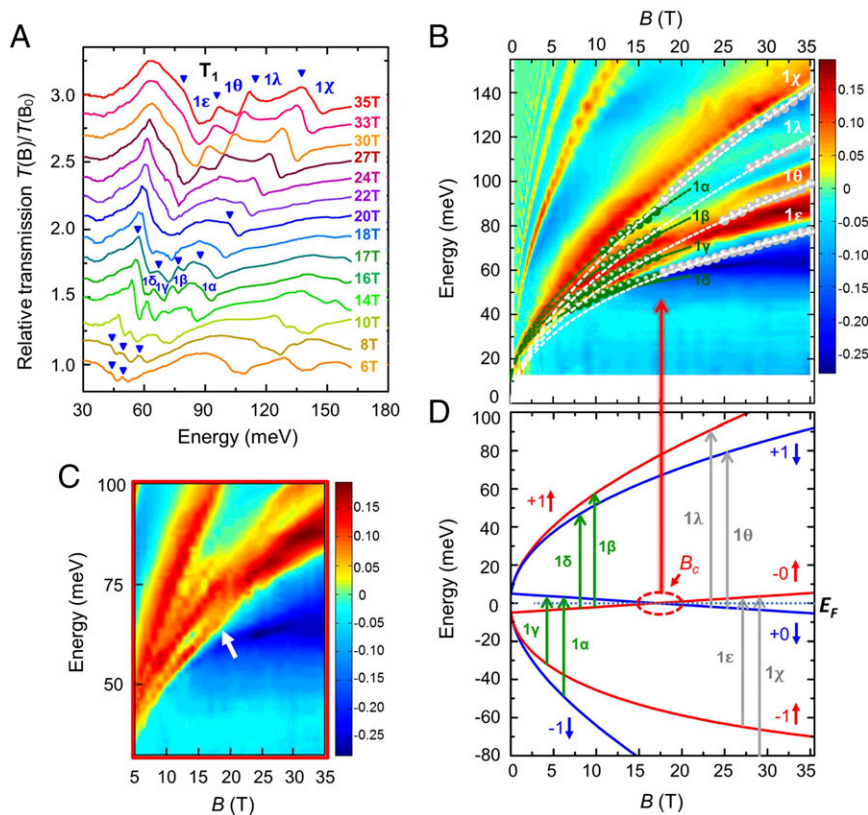 A
Relative transmission T(B)/T(B₀)
3.0
2.5
2.0
1.5
1.0
T₁
1ε
1θ
1λ
1χ
35T
33T
30T
27T
24T
22T
20T
18T
17T
16T
14T
10T
8T
6T
1δ
1γ
1β
1α
30 60 90 120 150 180
Energy (meV)
B
B (T)
0 5 10 15 20 25 30 35
Energy (meV)
160
140
120
100
80
60
40
20
0
1χ
1λ
1θ
1ε
1α
1β
1γ
1δ
0.15
0.10
0.05
0
-0.05
-0.10
-0.15
-0.20
-0.25
C
Energy (meV)
100
75
50
5 10 15 20 25 30 35
B (T)
0.15
0.10
0.05
0
-0.05
-0.10
-0.15
-0.20
-0.25
D
Energy (meV)
100
80
60
40
20
0
-20
-40
-60
-80
+1↑
+1↓
1δ
1β
1λ
1θ
B_c
-0↑
E_F
+0↓
1γ
1α
1ε
1χ
-1↓
-1↑
0 5 10 15 20 25 30 35
B (T)